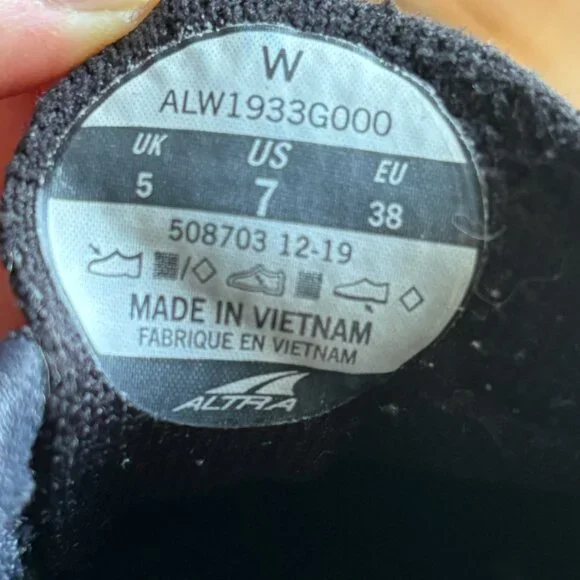 W
ALW1933G000
UK US EU
5 7 38
508703 12-19
MADE IN VIETNAM
FABRIQUE EN VIETNAM
ALTRA